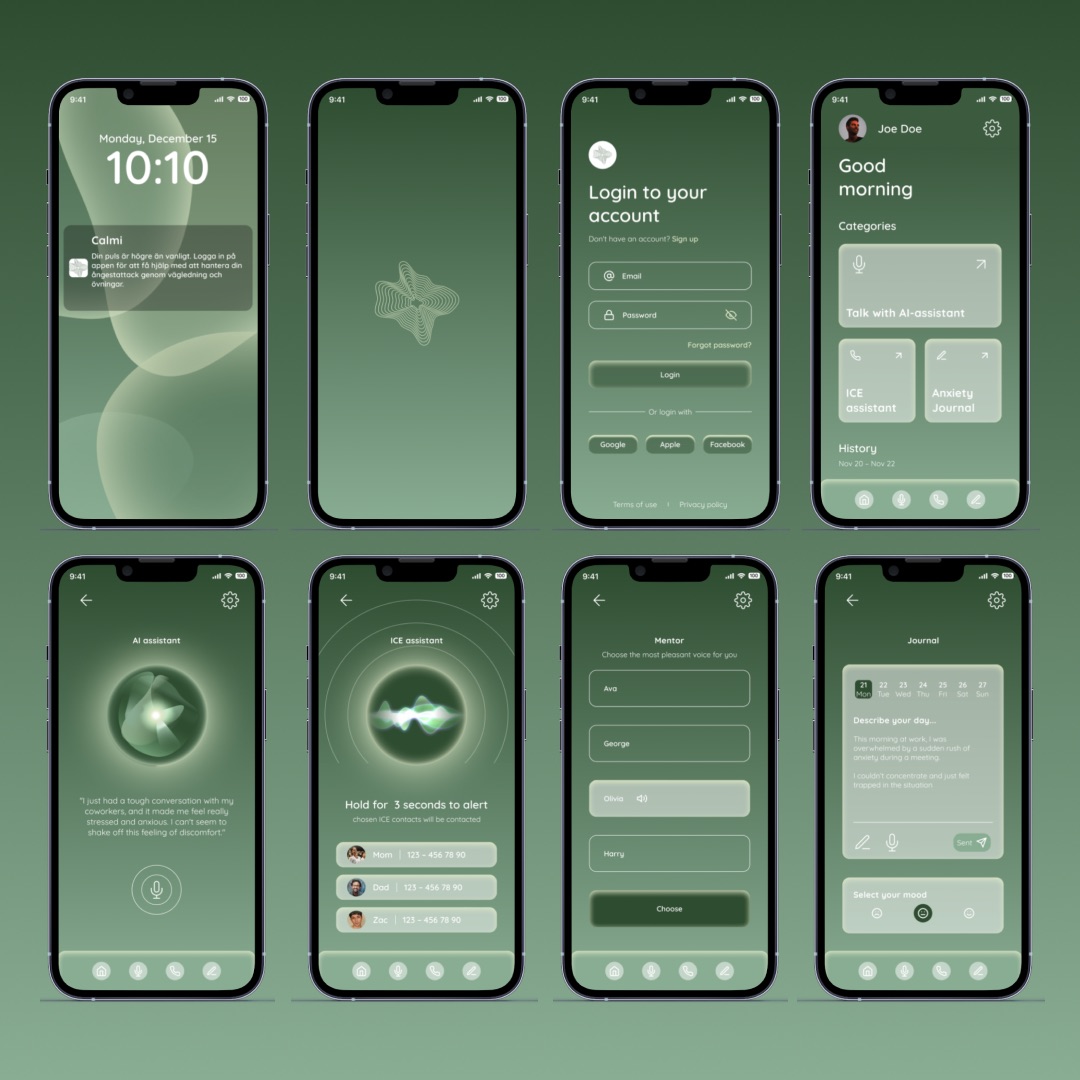 9:41
100
Monday, December 15
10:10
Calmi
Din puls är högre än vanligt. Logga in på
appen för att få hjälp med att hantera din
ångestattack genom vägledning och
övningar.
9:41
100
9:41
100
Login to your
account
Don't have an account? Sign up
Email
Password
Forgot password?
Login
Or login with
Google
Apple
Facebook
Terms of use
Privacy policy
9:41
100
Joe Doe
Good
morning
Categories
Talk with AI-assistant
ICE
assistant
Anxiety
Journal
History
Nov 20 – Nov 22
9:41
100
AI assistant
"I just had a tough conversation with my
coworkers, and it made me feel really
stressed and anxious. I can't seem to
shake off this feeling of discomfort."
9:41
100
ICE assistant
Hold for 3 seconds to alert
chosen ICE contacts will be contacted
Mom | 123 – 456 78 90
Dad | 123 – 456 78 90
Zac | 123 – 456 78 90
9:41
100
Mentor
Choose the most pleasant voice for you
Ava
George
Olivia
Harry
Choose
9:41
100
Journal
21 22 23 24 25 26 27
Mon Tue Wed Thu Fri Sat Sun
Describe your day...
This morning at work, I was
overwhelmed by a sudden rush of
anxiety during a meeting.
I couldn't concentrate and just felt
trapped in the situation
Sent
Select your mood